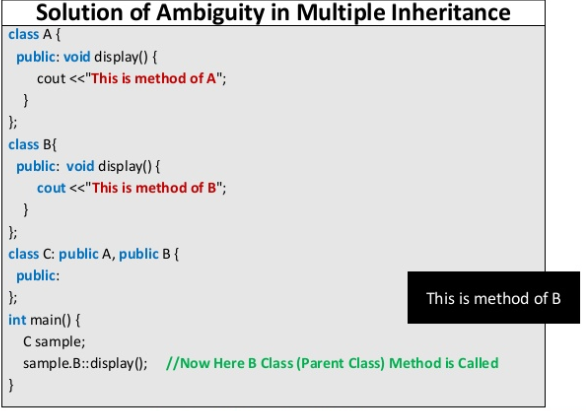 Solution of Ambiguity in Multiple Inheritance
class A {
public: void display() {
cout <<"This is method of A";
}
};
class B{
public: void display() {
cout <<"This is method of B";
}
};
class C: public A, public B {
public:
};
This is method of B
int main() {
C sample;
sample.B::display(); //Now Here B Class (Parent Class) Method is Called
}